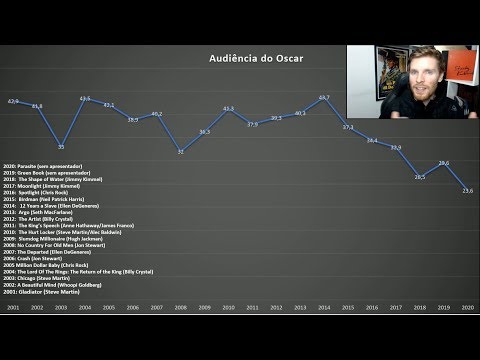 Audiência do Oscar
42,9
41,8
33
43,5
42,1
38,9
40,2
32
36,3
41,3
37,9
39,3
40,3
43,7
37,3
34,4
32,9
26,5
29,6
23,6
2020: Parasite (sem apresentador)
2019: Green Book (sem apresentador)
2018: The Shape of Water (Jimmy Kimmel)
2017: Moonlight (Jimmy Kimmel)
2016: Spotlight (Chris Rock)
2015: Birdman (Neil Patrick Harris)
2014: 12 Years a Slave (Ellen DeGeneres)
2013: Argo (Seth MacFarlane)
2012: The Artist (Billy Crystal)
2011: The King's Speech (Anne Hathaway/James Franco)
2010: The Hurt Locker (Steve Martin/Alec Baldwin)
2009: Slumdog Millionaire (Hugh Jackman)
2008: No Country For Old Men (Jon Stewart)
2007: The Departed (Ellen DeGeneres)
2006: Crash (Jon Stewart)
2005 Million Dollar Baby (Chris Rock)
2004: The Lord Of The Rings: The Return of the King (Billy Crystal)
2003: Chicago (Steve Martin)
2002: A Beautiful Mind (Whoopi Goldberg)
2001: Gladiator (Steve Martin)
2001 2002 2003 2004 2005 2006 2007 2008 2009 2010 2011 2012 2013 2014 2015 2016 2017 2018 2019 2020